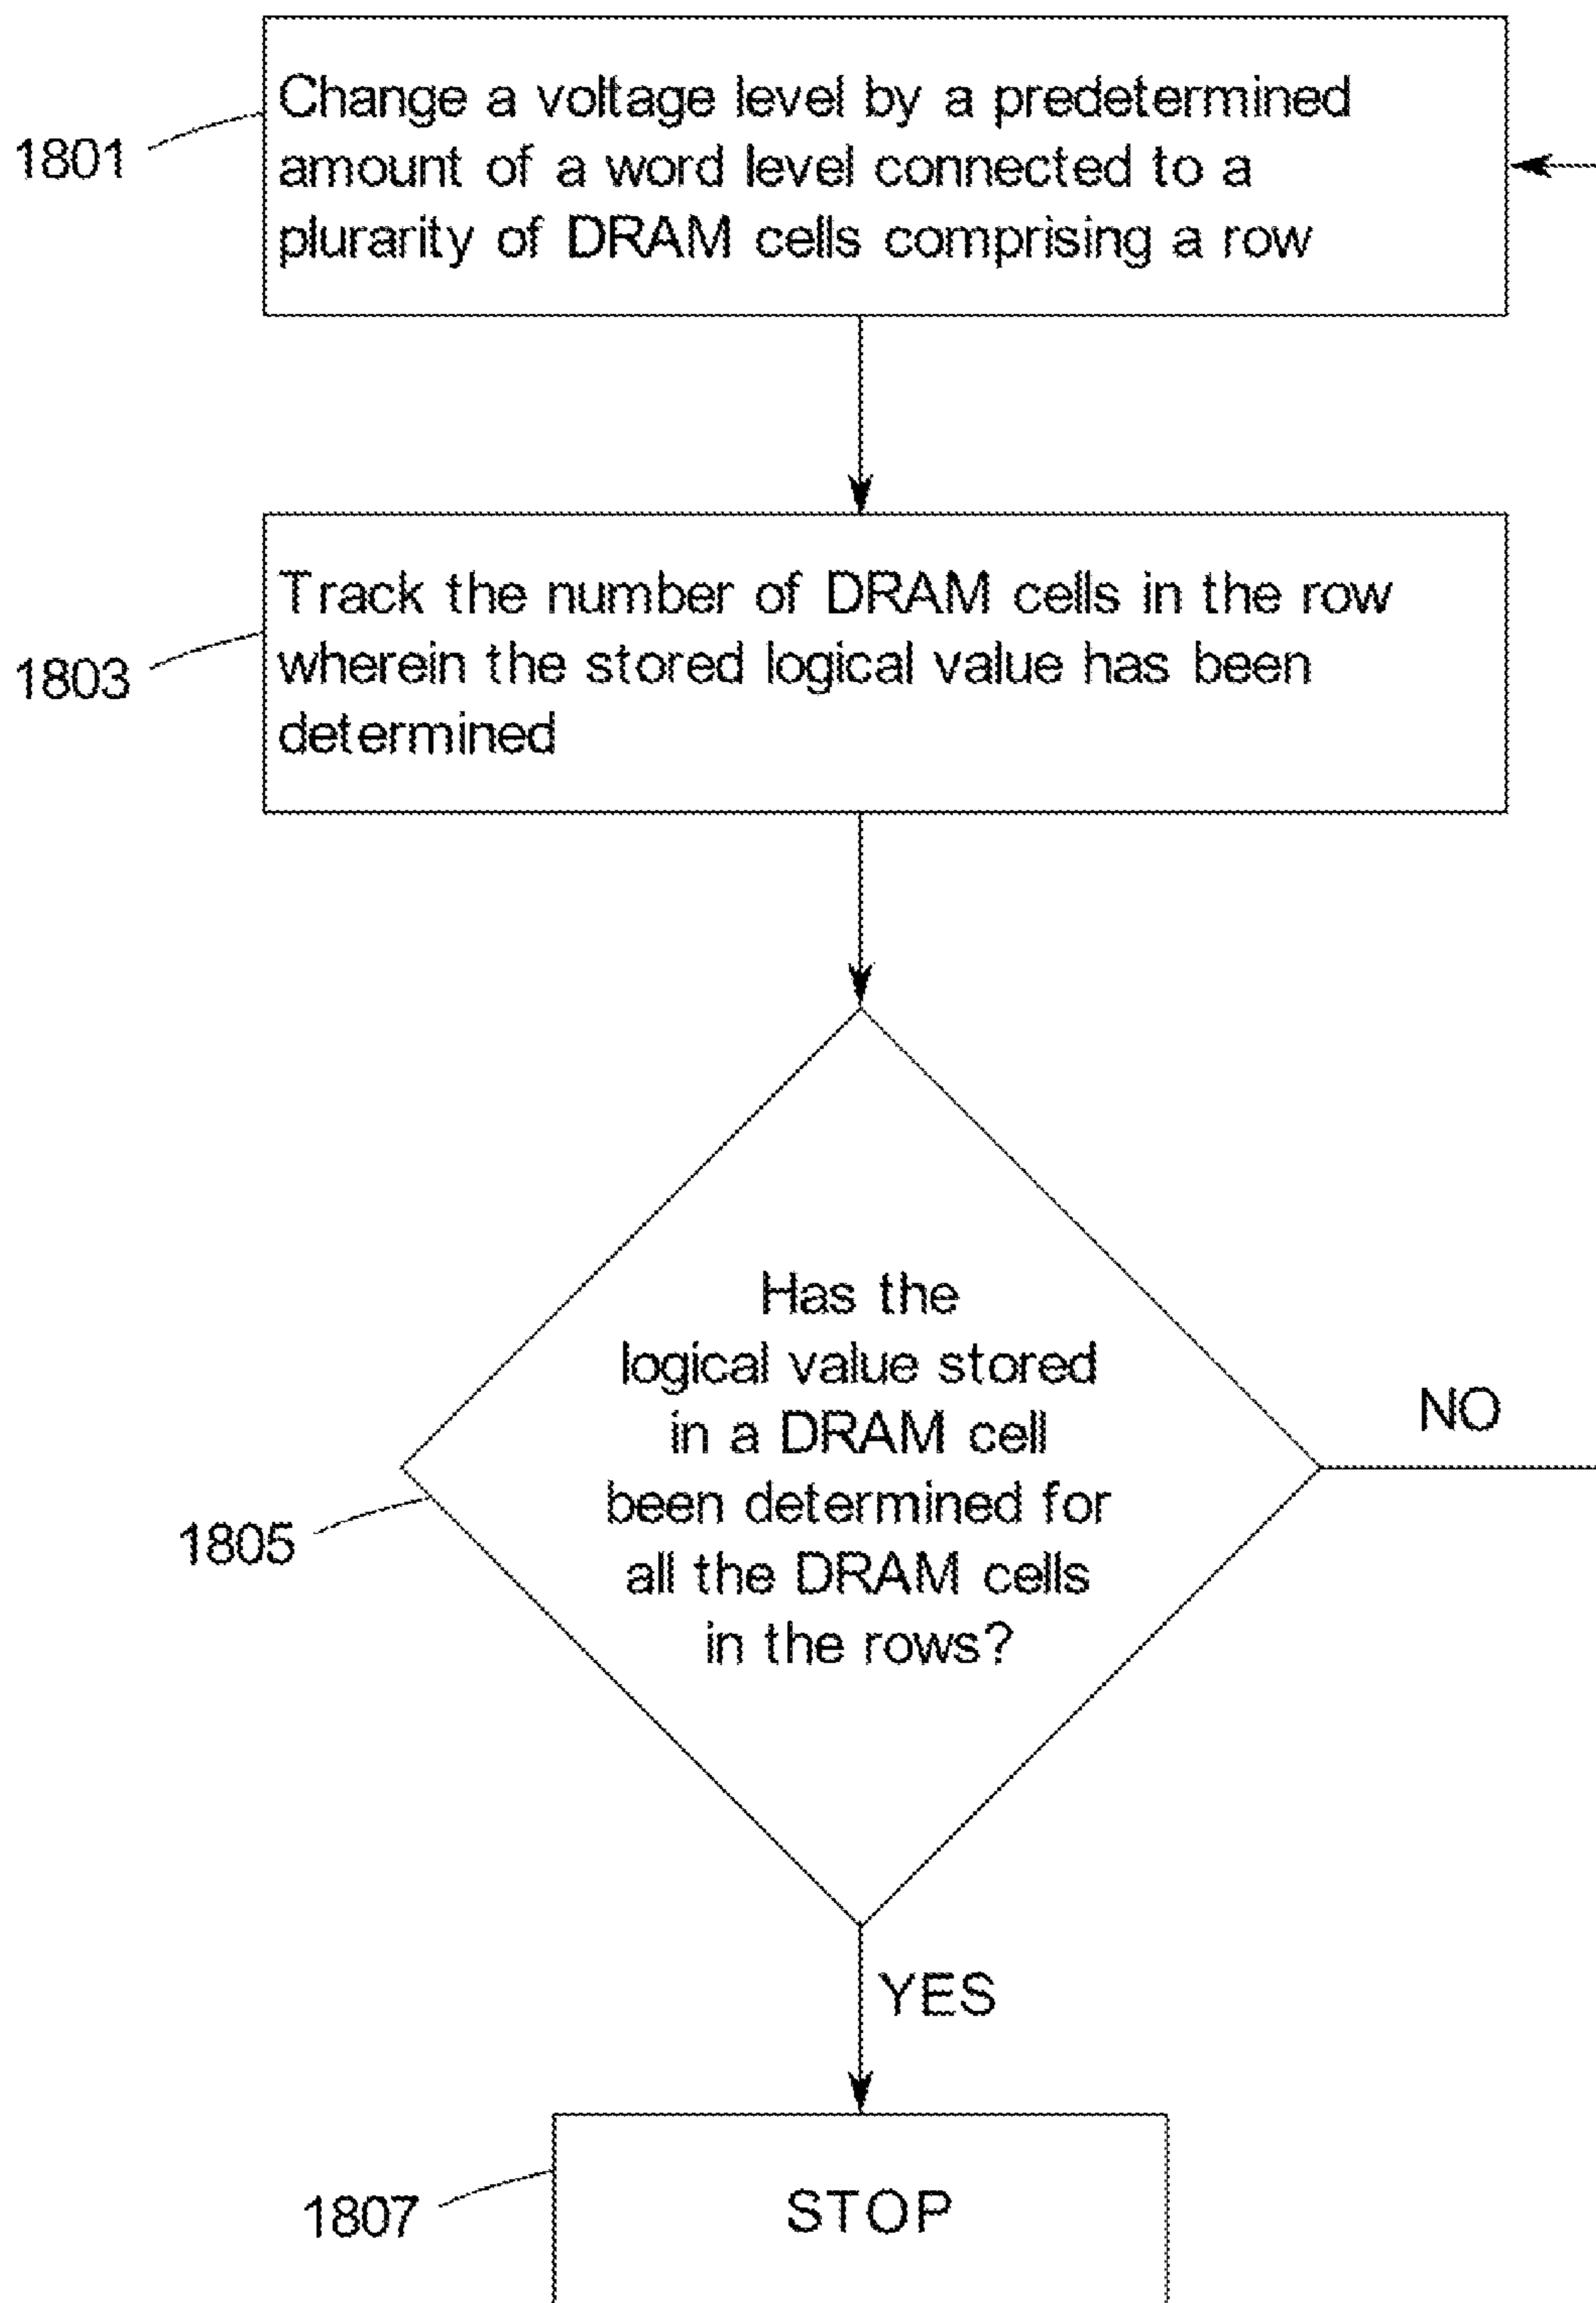 1801
Change a voltage level by a predetermined
amount of a word level connected to a
plurarity of DRAM cells comprising a row
1803
Track the number of DRAM cells in the row
wherein the stored logical value has been
determined
1805
Has the
logical value stored
in a DRAM cell
been determined for
all the DRAM cells
in the rows?
NO
YES
1807
STOP